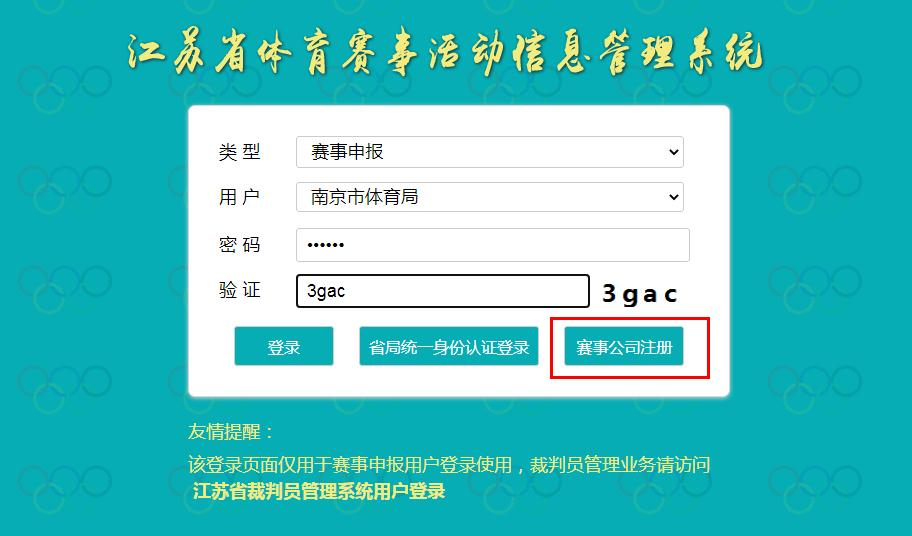 江苏省体育赛事活动信息管理系统
类 型 赛事申报
用 户 南京市体育局
密 码 ••••••
验 证 3gac 3gac
登录 省局统一身份认证登录 赛事公司注册
友情提醒：
该登录页面仅用于赛事申报用户登录使用，裁判员管理业务请访问
江苏省裁判员管理系统用户登录